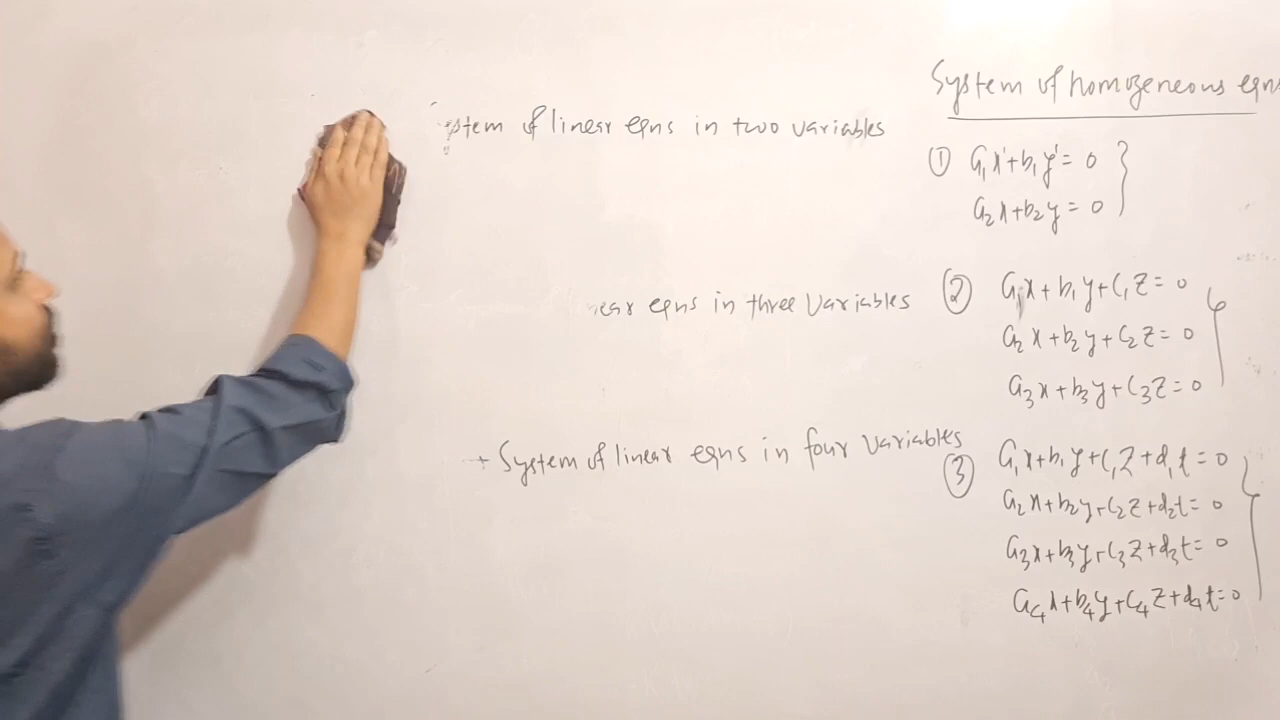 System of homogeneous eqns
stem of linear eqns in two variables
① a₁x'+b₁y'=0
a₂x+b₂y=0
near eqns in three Variables
② a₁x+b₁y+c₁z=0
a₂x+b₂y+c₂z=0
a₃x+b₃y+c₃z=0
+ System of linear eqns in four variables
③ a₁x+b₁y+c₁z+d₁t=0
a₂x+b₂y+c₂z+d₂t=0
a₃x+b₃y+c₃z+d₃t=0
a₄x+b₄y+c₄z+d₄t=0